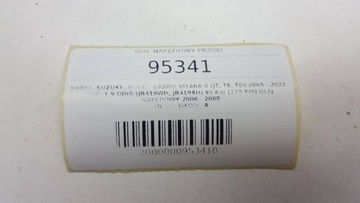 WAŁ NAPĘDOWY PRZÓD
95341
MARKA: SUZUKI GRAND VITARA II (JT, TE, TD) 2005 - 2022
1.9 DDIS (JB419WD, JB419XD) 95 KW [129 KM] OLEJ
NAPĘDOWY 2006 - 2008
A
2000000953410